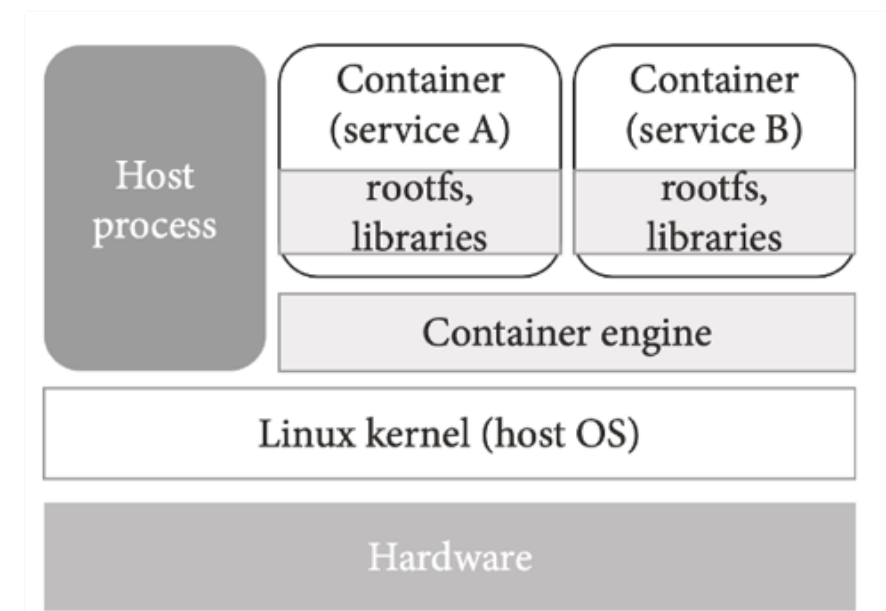 Host
process
Container
(service A)
rootfs,
libraries
Container
(service B)
rootfs,
libraries
Container engine
Linux kernel (host OS)
Hardware